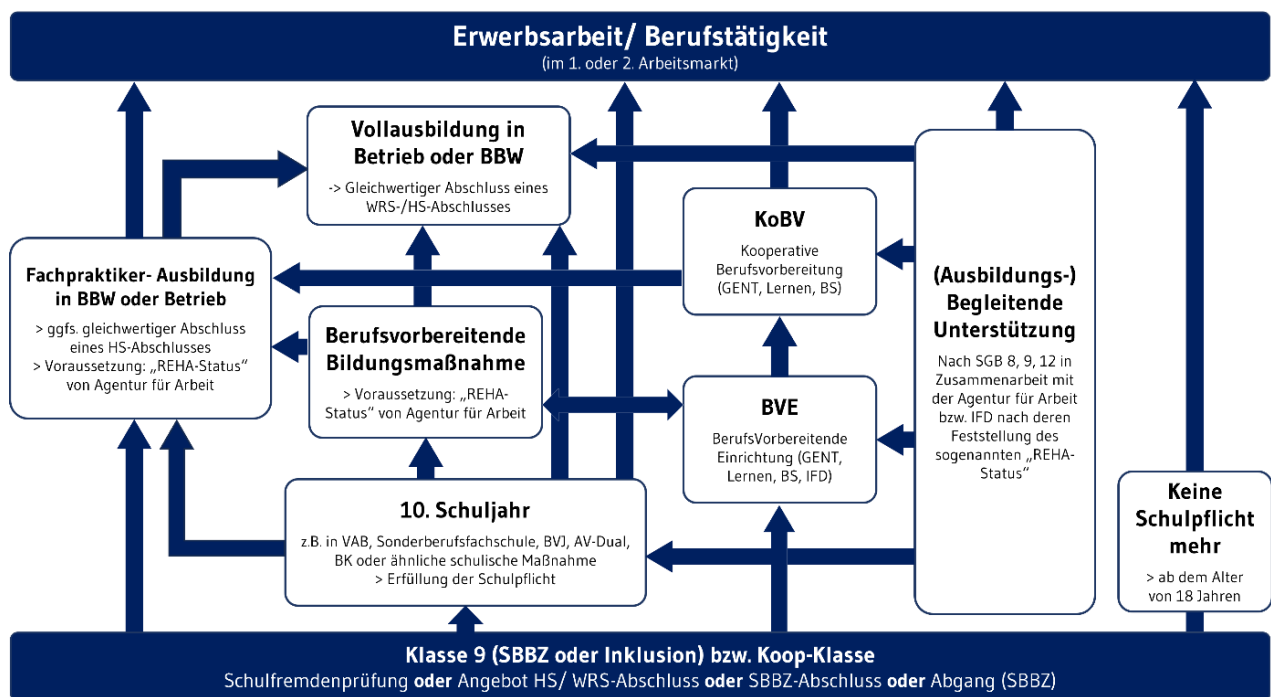 Erwerbsarbeit/ Berufstätigkeit
(im 1. oder 2. Arbeitsmarkt)
Vollausbildung in
Betrieb oder BBW
-> Gleichwertiger Abschluss eines
WRS-/HS-Abschlusses
Fachpraktiker- Ausbildung
in BBW oder Betrieb
> ggfs. gleichwertiger Abschluss
eines HS-Abschlusses
> Voraussetzung: „REHA-Status“
von Agentur für Arbeit
Berufsvorbereitende
Bildungsmaßnahme
> Voraussetzung: „REHA-
Status“ von Agentur für Arbeit
KoBV
Kooperative
Berufsvorbereitung
(GENT, Lernen, BS)
BVE
BerufsVorbereitende
Einrichtung (GENT,
Lernen, BS, IFD)
(Ausbildungs-)
Begleitende
Unterstützung
Nach SGB 8, 9, 12 in
Zusammenarbeit mit
der Agentur für Arbeit
bzw. IFD nach deren
Feststellung des
sogenannten „REHA-
Status“
10. Schuljahr
z.B. in VAB, Sonderberufsfachschule, BVJ, AV-Dual,
BK oder ähnliche schulische Maßnahme
> Erfüllung der Schulpflicht
Keine
Schulpflicht
mehr
> ab dem Alter
von 18 Jahren
Klasse 9 (SBBZ oder Inklusion) bzw. Koop-Klasse
Schulfremdenprüfung oder Angebot HS/ WRS-Abschluss oder SBBZ-Abschluss oder Abgang (SBBZ)